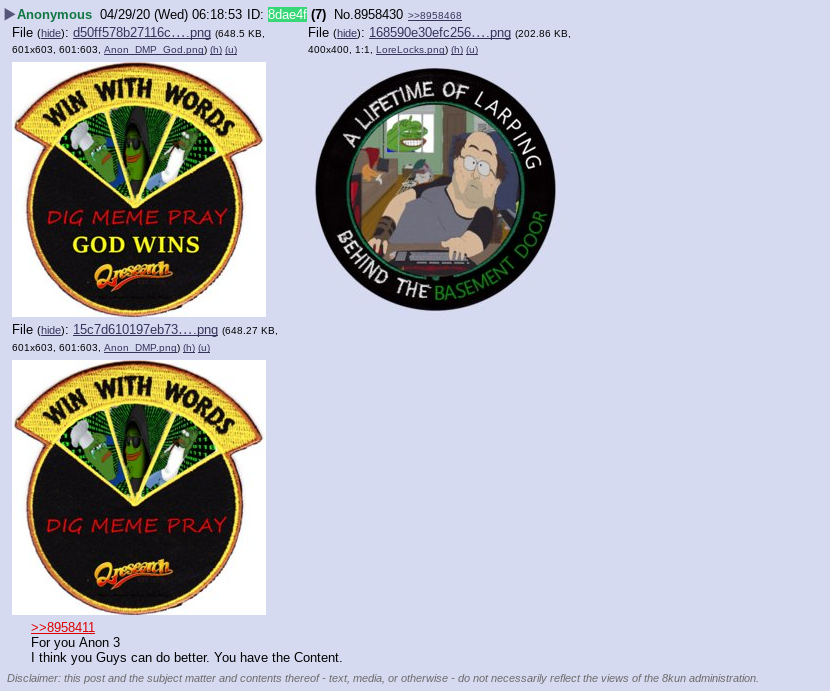 Anonymous 04/29/20 (Wed) 06:18:53 ID: 8dae4f (7) No.8958430 >>8958468
File (hide): d50ff578b27116c….png (648.5 KB,
601x603, 601:603, Anon_DMP_God.png) (h) (u)
WIN WITH WORDS
DIG MEME PRAY
GOD WINS
Qresearch
File (hide): 168590e30efc256….png (202.86 KB,
400x400, 1:1, LoreLocks.png) (h) (u)
A LIFETIME OF LARPING
BEHIND THE BASEMENT DOOR
File (hide): 15c7d610197eb73….png (648.27 KB,
601x603, 601:603, Anon_DMP.png) (h) (u)
WIN WITH WORDS
DIG MEME PRAY
Qresearch
>>8958411
For you Anon 3
I think you Guys can do better. You have the Content.
Disclaimer: this post and the subject matter and contents thereof - text, media, or otherwise - do not necessarily reflect the views of the 8kun administration.